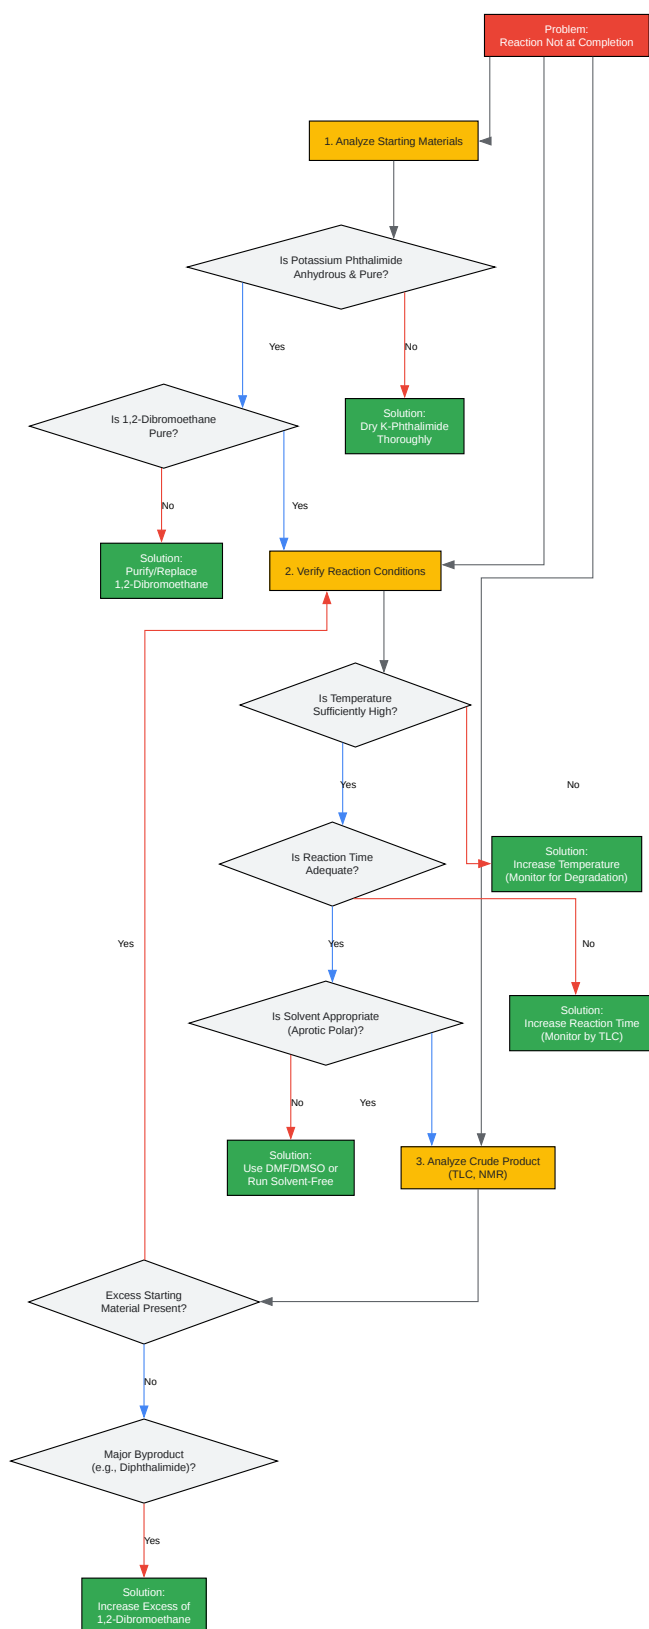 Problem:
Reaction Not at Completion
1. Analyze Starting Materials
Is Potassium Phthalimide
Anhydrous & Pure?
Yes
No
Is 1,2-Dibromoethane
Pure?
Solution:
Dry K-Phthalimide
Thoroughly
No
Yes
Solution:
Purify/Replace
1,2-Dibromoethane
2. Verify Reaction Conditions
Is Temperature
Sufficiently High?
Yes
No
Is Reaction Time
Adequate?
Solution:
Increase Temperature
(Monitor for Degradation)
Yes
Yes
No
Is Solvent Appropriate
(Aprotic Polar)?
Solution:
Increase Reaction Time
(Monitor by TLC)
No
Yes
Solution:
Use DMF/DMSO or
Run Solvent-Free
3. Analyze Crude Product
(TLC, NMR)
Excess Starting
Material Present?
No
Major Byproduct
(e.g., Diphthalimide)?
Yes
Solution:
Increase Excess of
1,2-Dibromoethane